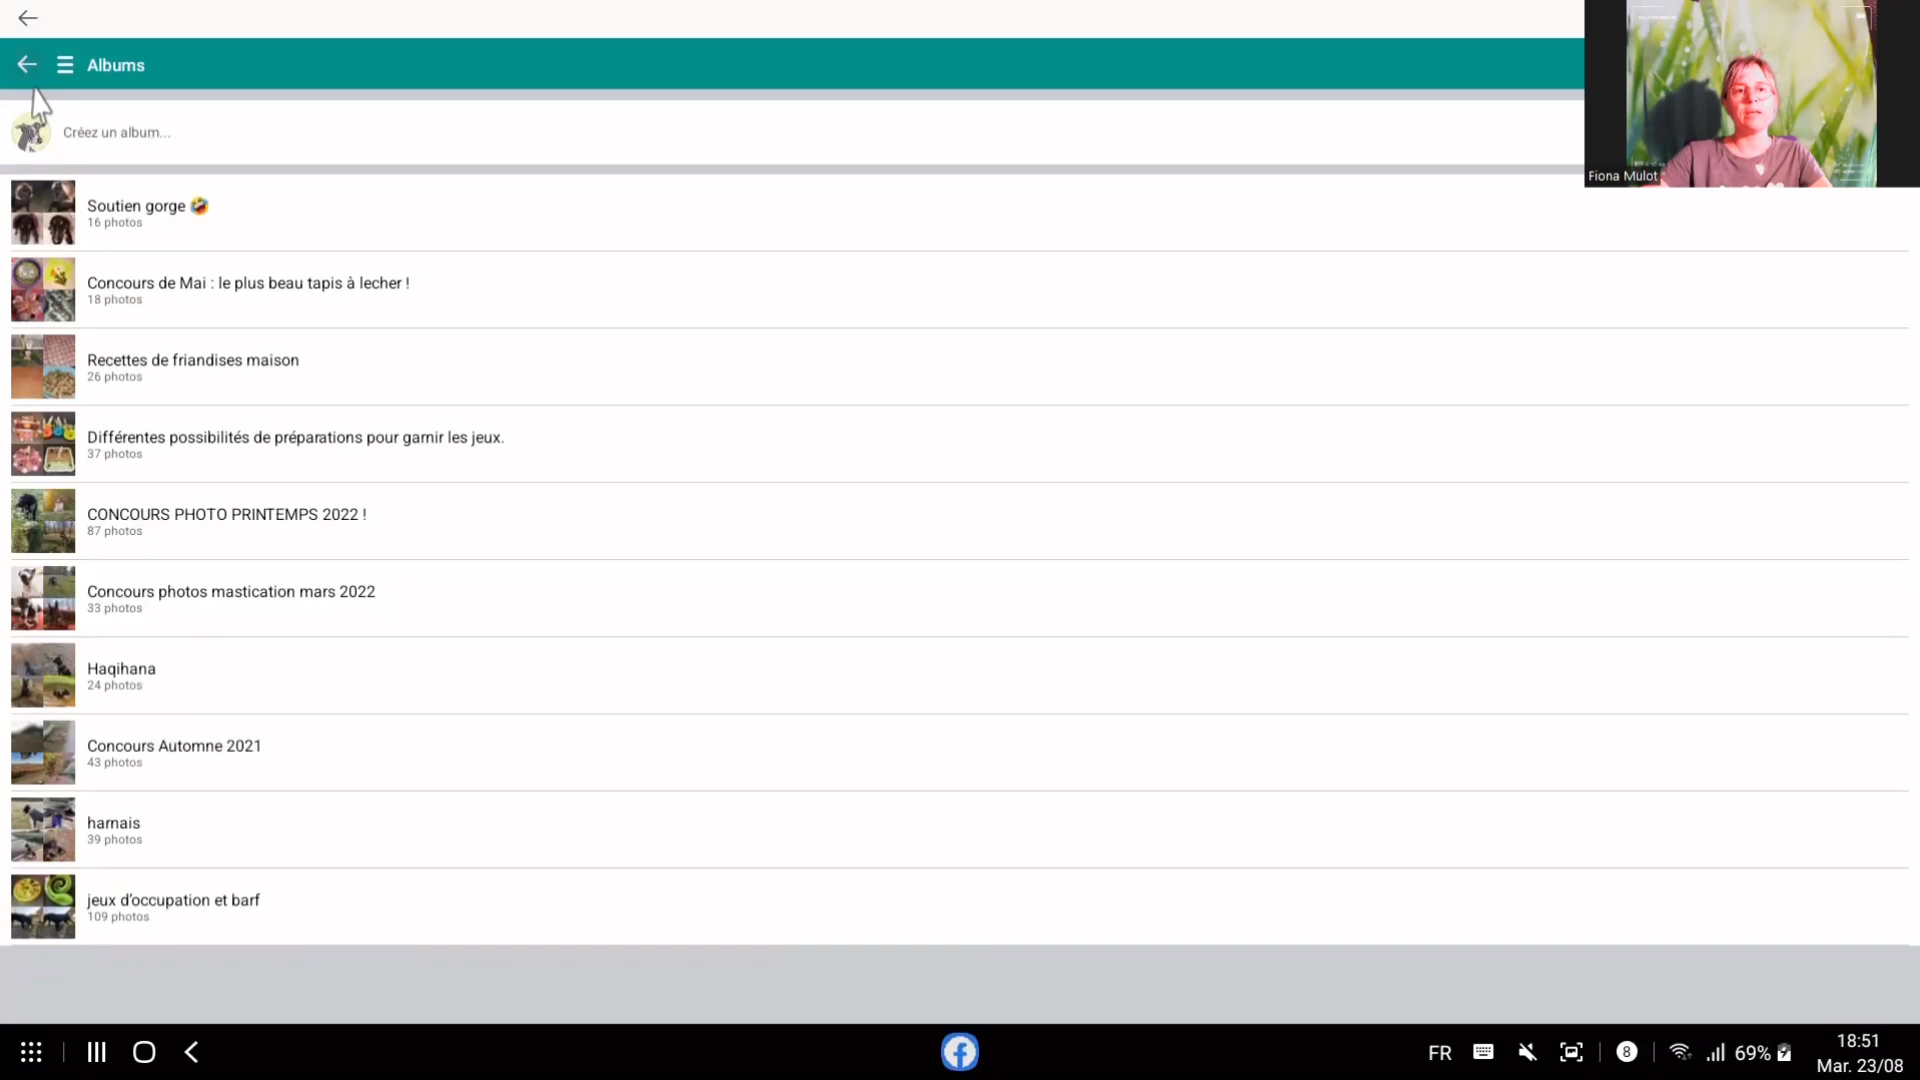 Albums
Créez un album...
Soutien gorge 🤣
16 photos
Concours de Mai : le plus beau tapis à lecher !
18 photos
Recettes de friandises maison
26 photos
Différentes possibilités de préparations pour garnir les jeux.
37 photos
CONCOURS PHOTO PRINTEMPS 2022 !
87 photos
Concours photos mastication mars 2022
33 photos
Haqihana
24 photos
Concours Automne 2021
43 photos
harnais
39 photos
jeux d'occupation et barf
109 photos
Fiona Mulot
FR
8
69%
18:51
Mar. 23/08